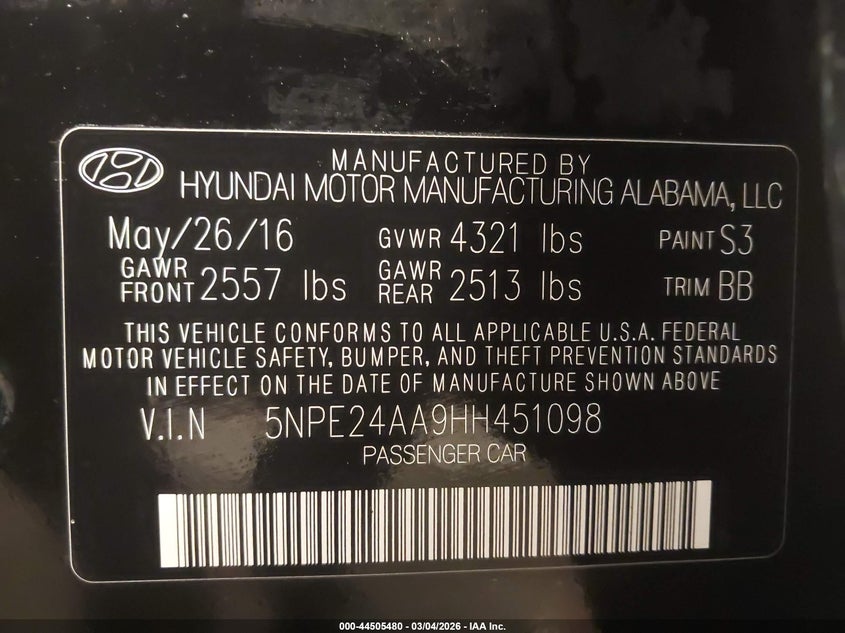 MANUFACTURED BY
HYUNDAI MOTOR MANUFACTURING ALABAMA, LLC
May/26/16 GVWR 4321 lbs PAINT S3
GAWR FRONT 2557 lbs GAWR REAR 2513 lbs TRIM BB
THIS VEHICLE CONFORMS TO ALL APPLICABLE U.S.A. FEDERAL
MOTOR VEHICLE SAFETY, BUMPER, AND THEFT PREVENTION STANDARDS
IN EFFECT ON THE DATE OF MANUFACTURE SHOWN ABOVE
V.I.N 5NPE24AA9HH451098
PASSENGER CAR
000-44505480 - 03/04/2026 - IAA Inc.